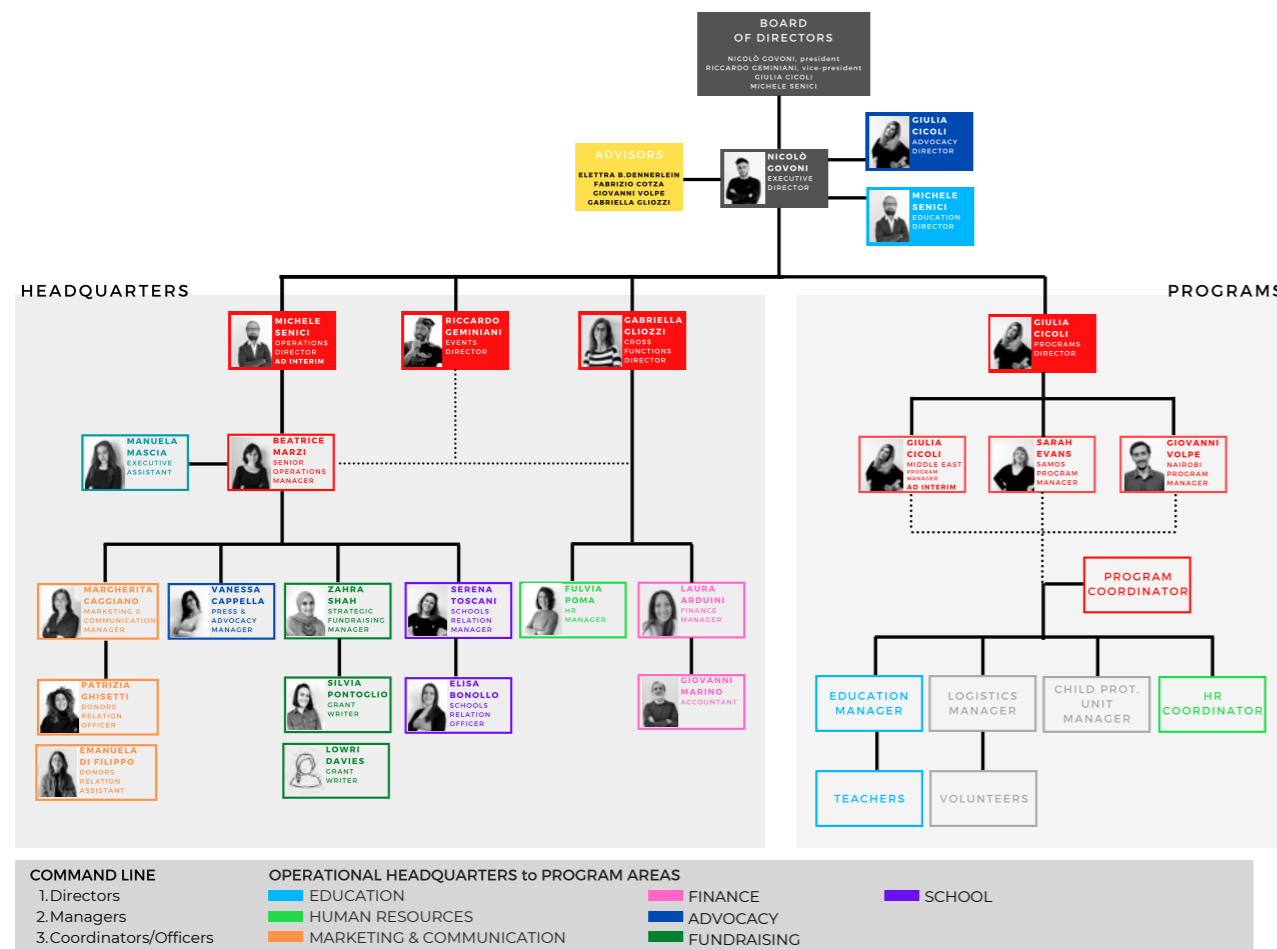 BOARD
OF DIRECTORS
NICOLÒ GOVONI, president
RICCARDO GEMINIANI, vice-president
GIULIA CICOLI
MICHELE SENICI
GIULIA
CICOLI
ADVOCACY
DIRECTOR
ADVISORS
ELETTRA B.DENNERLEIN
FABRIZIO COTZA
GIOVANNI VOLPE
GABRIELLA GLIOZZI
NICOLÒ
GOVONI
EXECUTIVE
DIRECTOR
MICHELE
SENICI
EDUCATION
DIRECTOR
HEADQUARTERS
PROGRAMS
MICHELE
SENICI
OPERATIONS
DIRECTOR
AD INTERIM
RICCARDO
GEMINIANI
EVENTS
DIRECTOR
GABRIELLA
GLIOZZI
CROSS
FUNCTIONS
DIRECTOR
GIULIA
CICOLI
PROGRAMS
DIRECTOR
MANUELA
MASCIA
EXECUTIVE
ASSISTANT
BEATRICE
MARZI
SENIOR
OPERATIONS
MANAGER
GIULIA
CICOLI
MIDDLE EAST
PROGRAM
MANAGER
AD INTERIM
SARAH
EVANS
SAMOS
PROGRAM
MANAGER
GIOVANNI
VOLPE
NAIROBI
PROGRAM
MANAGER
MARGHERITA
CAGGIANO
MARKETING &
COMMUNICATION
MANAGER
VANESSA
CAPPELLA
PRESS &
ADVOCACY
MANAGER
ZAHRA
SHAH
STRATEGIC
FUNDRAISING
MANAGER
SERENA
TOSCANI
SCHOOLS
RELATION
MANAGER
FULVIA
POMA
HR
MANAGER
LAURA
ARDUINI
FINANCE
MANAGER
PROGRAM
COORDINATOR
PATRIZIA
GHISETTI
DONORS
RELATION
OFFICER
SILVIA
PONTOGLIO
GRANT
WRITER
ELISA
BONOLLO
SCHOOLS
RELATION
OFFICER
GIOVANNI
MARINO
ACCOUNTANT
EDUCATION
MANAGER
LOGISTICS
MANAGER
CHILD PROT.
UNIT
MANAGER
HR
COORDINATOR
EMANUELA
DI FILIPPO
DONORS
RELATION
ASSISTANT
LOWRI
DAVIES
GRANT
WRITER
TEACHERS
VOLUNTEERS
COMMAND LINE
1.Directors
2.Managers
3.Coordinators/Officers
OPERATIONAL HEADQUARTERS to PROGRAM AREAS
EDUCATION
HUMAN RESOURCES
MARKETING & COMMUNICATION
FINANCE
ADVOCACY
FUNDRAISING
SCHOOL